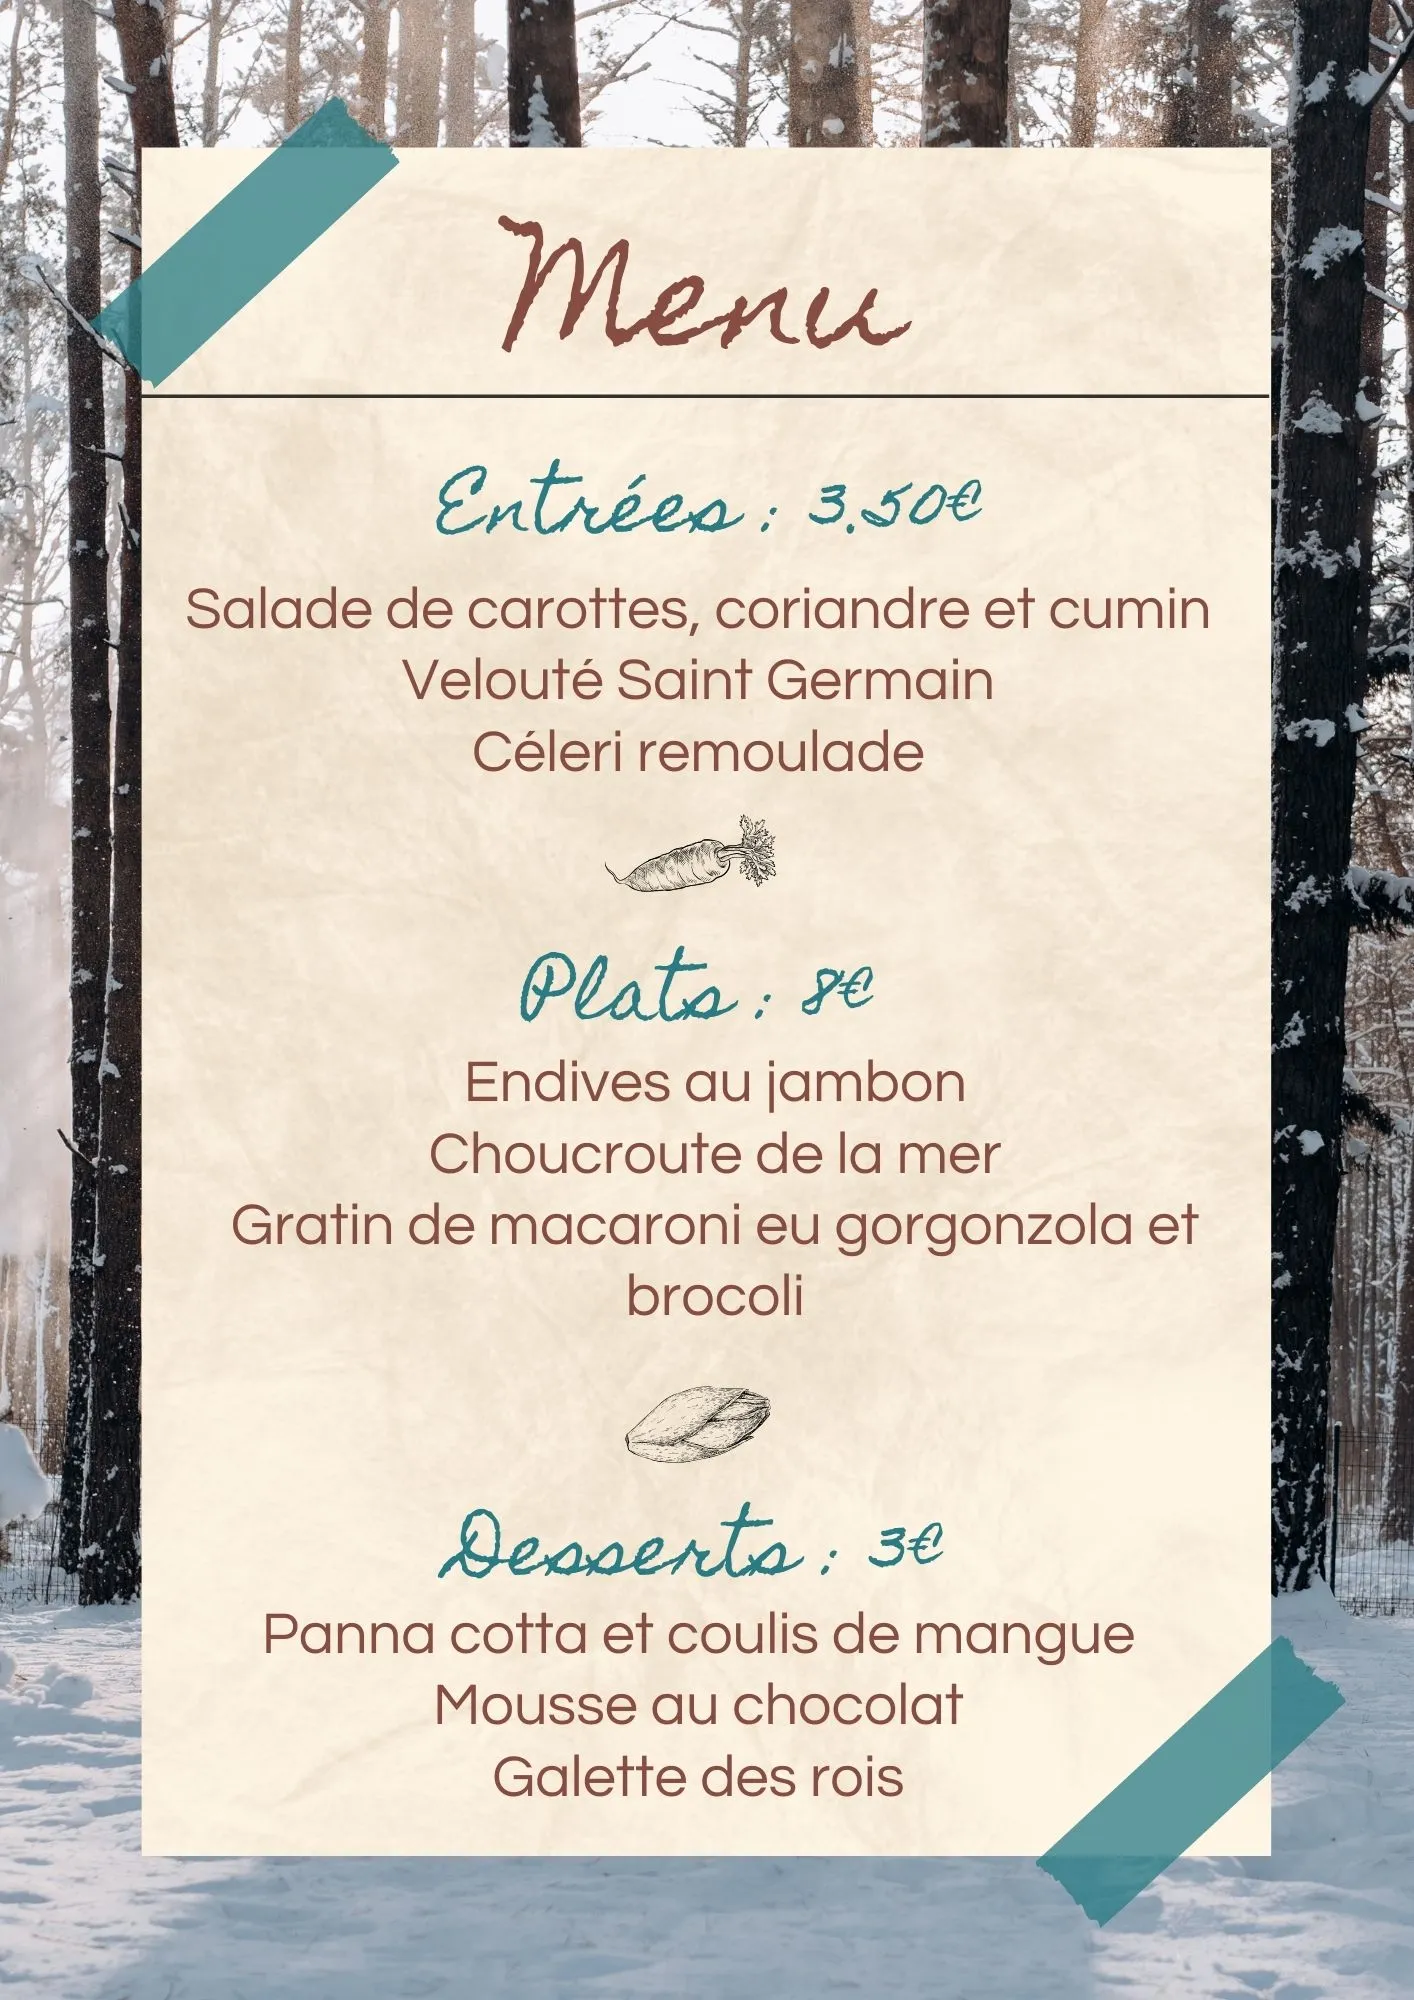 Menu
Entrées : 3.50€
Salade de carottes, coriandre et cumin
Velouté Saint Germain
Céleri remoulade
Plats : 8€
Endives au jambon
Choucroute de la mer
Gratin de macaroni eu gorgonzola et
brocoli
Desserts : 3€
Panna cotta et coulis de mangue
Mousse au chocolat
Galette des rois